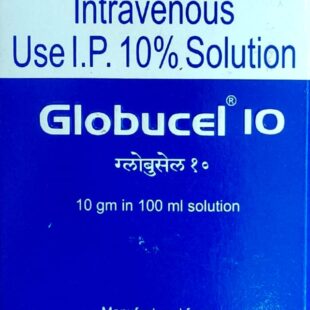 Intravenous
Use I.P. 10% Solution
Globucel® 10
ग्लोबुसेल १०
10 gm in 100 ml solution